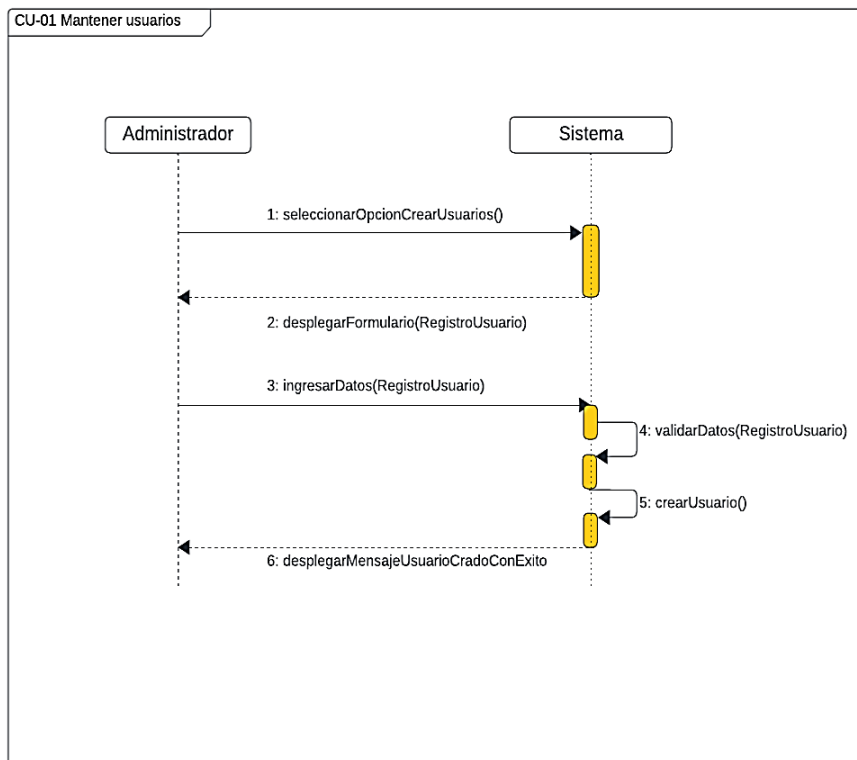 CU-01 Mantener usuarios
Administrador
Sistema
1: seleccionarOpcionCrearUsuarios()
2: desplegarFormulario(RegistroUsuario)
3: ingresarDatos(RegistroUsuario)
4: validarDatos(RegistroUsuario)
5: crearUsuario()
6: desplegarMensajeUsuarioCradoConExito